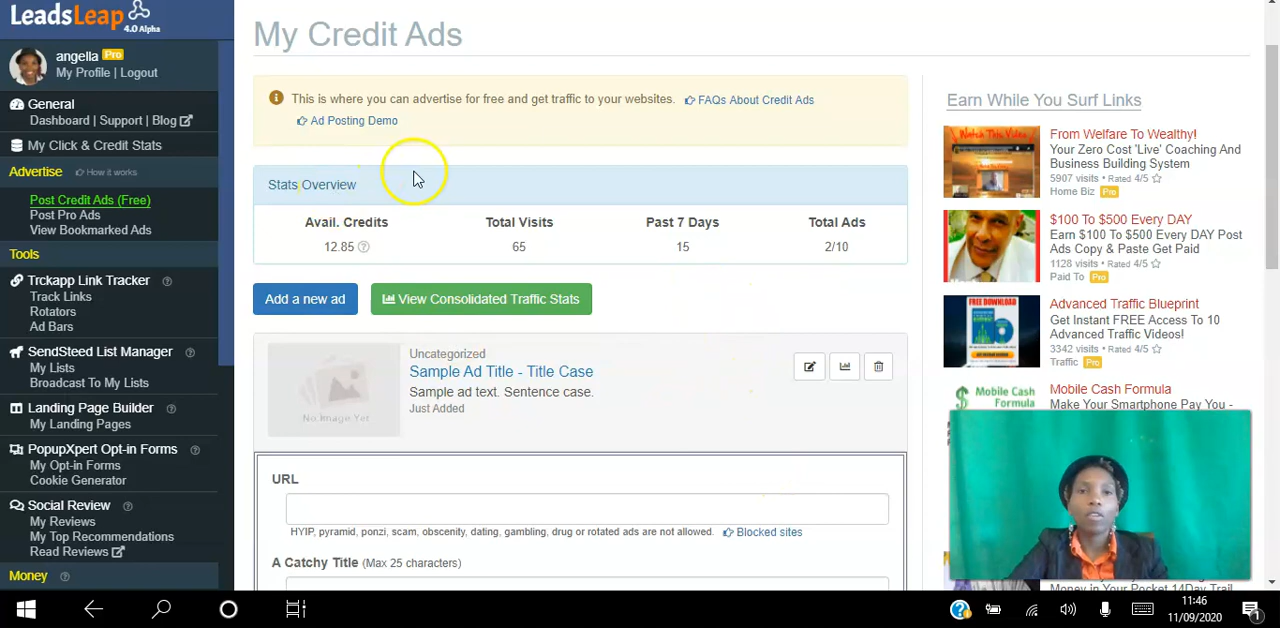 LeadsLeap
4.0 Alpha
angella Pro
My Profile | Logout
General
Dashboard | Support | Blog
My Click & Credit Stats
Advertise How it works
Post Credit Ads (Free)
Post Pro Ads
View Bookmarked Ads
Tools
Trckapp Link Tracker
Track Links
Rotators
Ad Bars
SendSteed List Manager
My Lists
Broadcast To My Lists
Landing Page Builder
My Landing Pages
PopupXpert Opt-in Forms
My Opt-in Forms
Cookie Generator
Social Review
My Reviews
My Top Recommendations
Read Reviews
Money
My Credit Ads
This is where you can advertise for free and get traffic to your websites. FAQs About Credit Ads
Ad Posting Demo
Stats Overview
Avail. Credits Total Visits Past 7 Days Total Ads
12.85 65 15 2/10
Add a new ad View Consolidated Traffic Stats
No Image Yet
Uncategorized
Sample Ad Title - Title Case
Sample ad text. Sentence case.
Just Added
URL
HYIP, pyramid, ponzi, scam, obscenity, dating, gambling, drug or rotated ads are not allowed. Blocked sites
A Catchy Title (Max 25 characters)
Earn While You Surf Links
Watch This Video
From Welfare To Wealthy!
Your Zero Cost 'Live' Coaching And
Business Building System
5907 visits • Rated 4/5
Home Biz Pro
$100 To $500 Every DAY
Earn $100 To $500 Every DAY Post
Ads Copy & Paste Get Paid
1128 visits • Rated 4/5
Paid To Pro
FREE DOWNLOAD
Advanced Traffic Blueprint
Get Instant FREE Access To 10
Advanced Traffic Videos!
3342 visits • Rated 4/5
Traffic Pro
Mobile Cash
Formula
Mobile Cash Formula
Make Your Smartphone Pay You -
Money in Your Pocket 14Day Trail
11:46
11/09/2020